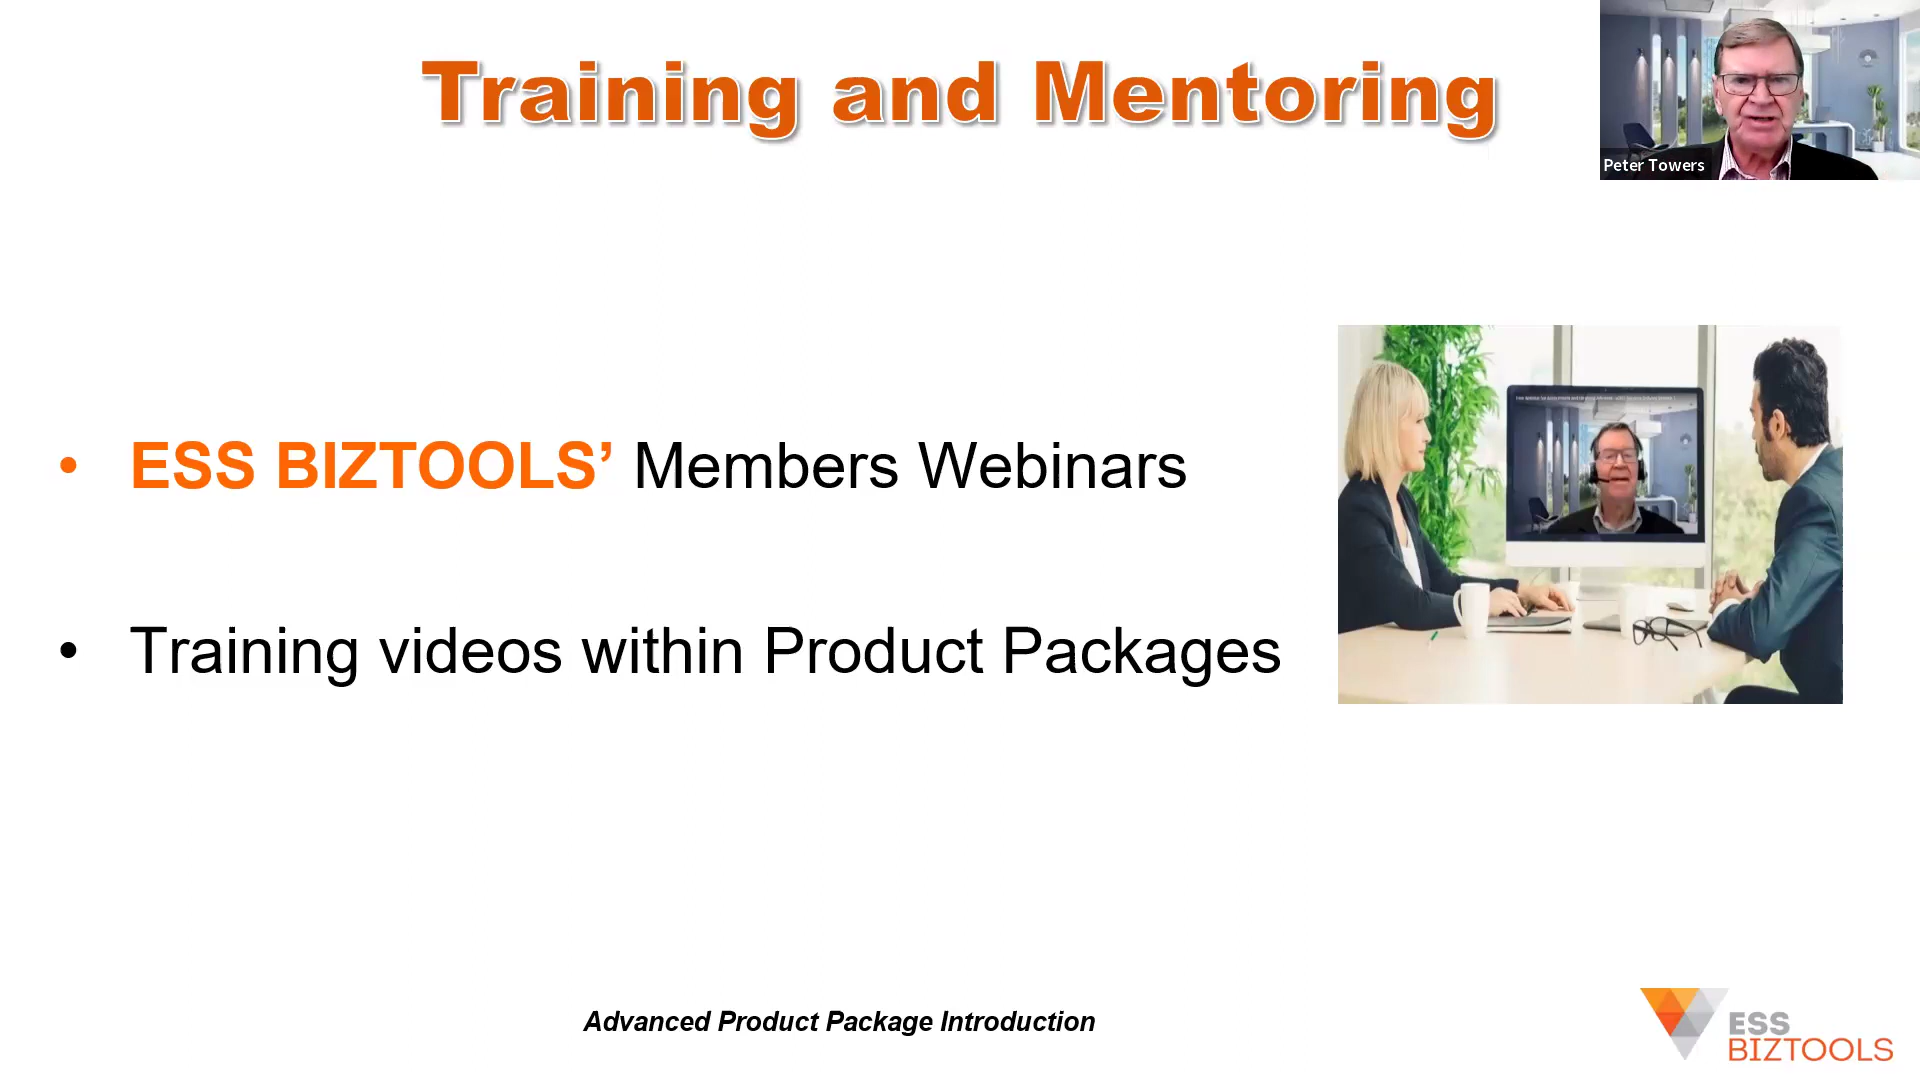 Training and Mentoring
Peter Towers
• ESS BIZTOOLS’ Members Webinars
• Training videos within Product Packages
Advanced Product Package Introduction
ESS
BIZTOOLS